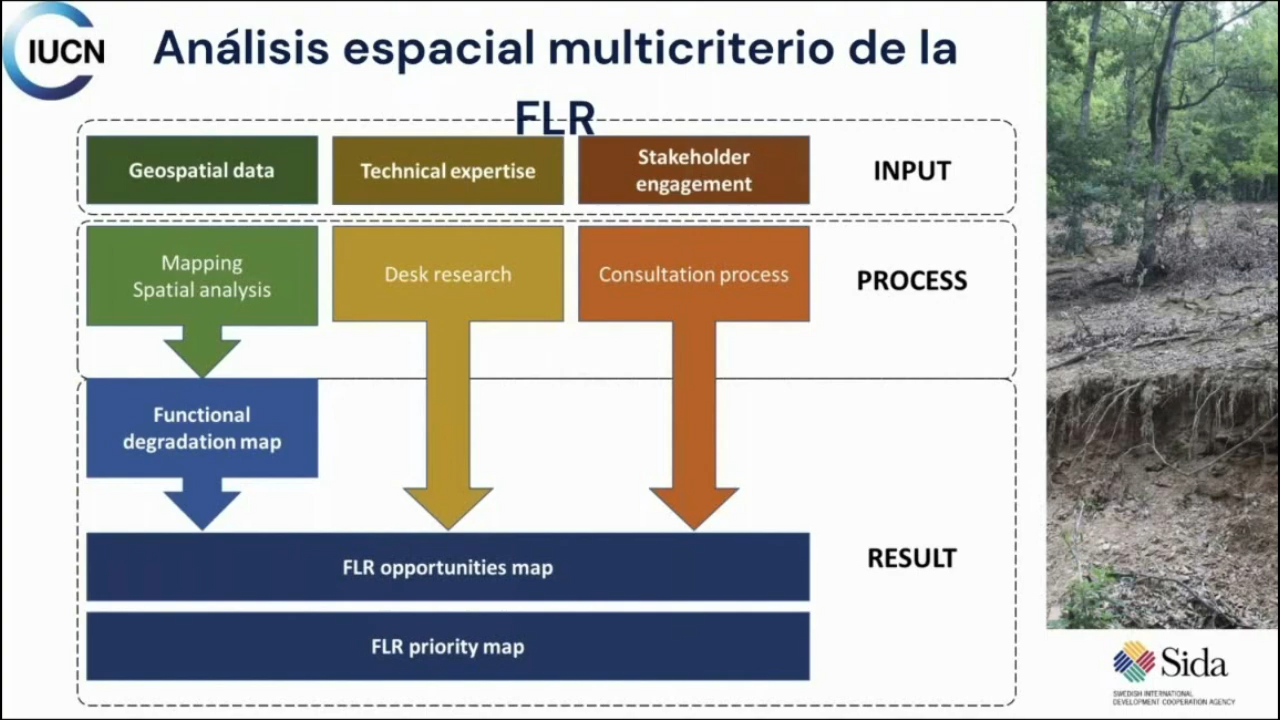 IUCN
Análisis espacial multicriterio de la
FLR
Geospatial data
Technical expertise
Stakeholder
engagement
INPUT
Mapping
Spatial analysis
Desk research
Consultation process
PROCESS
Functional
degradation map
FLR opportunities map
RESULT
FLR priority map
Sida
SWEDISH INTERNATIONAL
DEVELOPMENT COOPERATION AGENCY